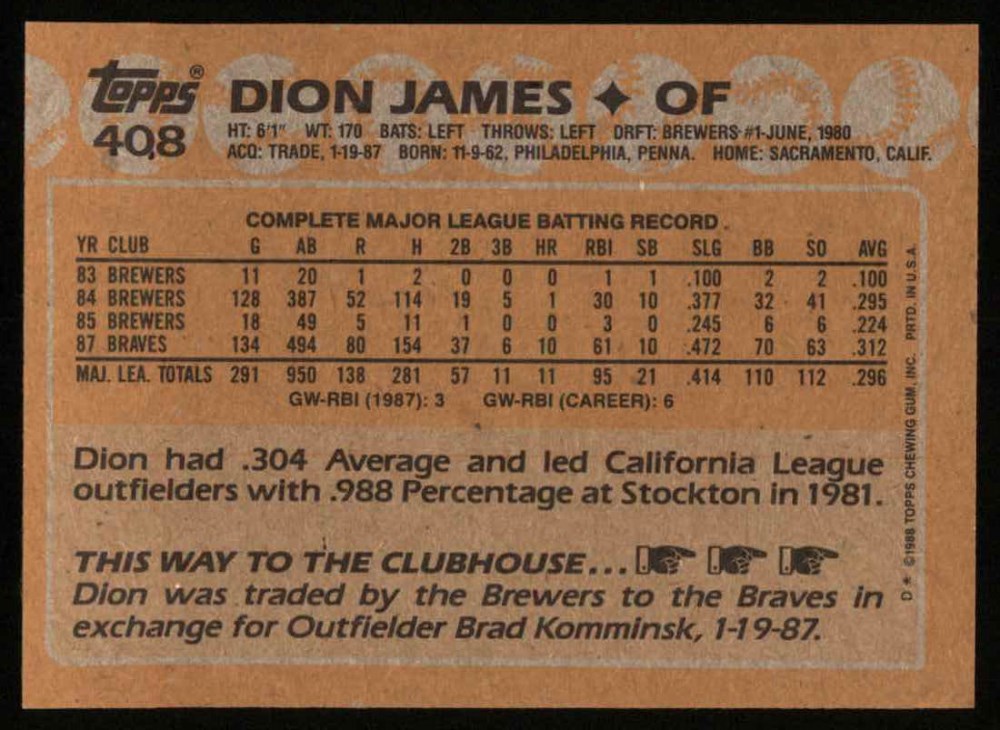 topps® DION JAMES ✦ OF
408 HT: 6'1" WT: 170 BATS: LEFT THROWS: LEFT DRFT: BREWERS-#1-JUNE, 1980
ACQ: TRADE, 1-19-87 BORN: 11-9-62, PHILADELPHIA, PENNA. HOME: SACRAMENTO, CALIF.
COMPLETE MAJOR LEAGUE BATTING RECORD
YR CLUB G AB R H 2B 3B HR RBI SB SLG BB SO AVG
83 BREWERS 11 20 1 2 0 0 0 1 1 .100 2 2 .100
84 BREWERS 128 387 52 114 19 5 1 30 10 .377 32 41 .295
85 BREWERS 18 49 5 11 1 0 0 3 0 .245 6 6 .224
87 BRAVES 134 494 80 154 37 6 10 61 10 .472 70 63 .312
MAJ. LEA. TOTALS 291 950 138 281 57 11 11 95 21 .414 110 112 .296
GW-RBI (1987): 3 GW-RBI (CAREER): 6
Dion had .304 Average and led California League
outfielders with .988 Percentage at Stockton in 1981.
THIS WAY TO THE CLUBHOUSE...
Dion was traded by the Brewers to the Braves in
exchange for Outfielder Brad Komminsk, 1-19-87.
D* ©1988 TOPPS CHEWING GUM, INC. PRTD. IN U.S.A.